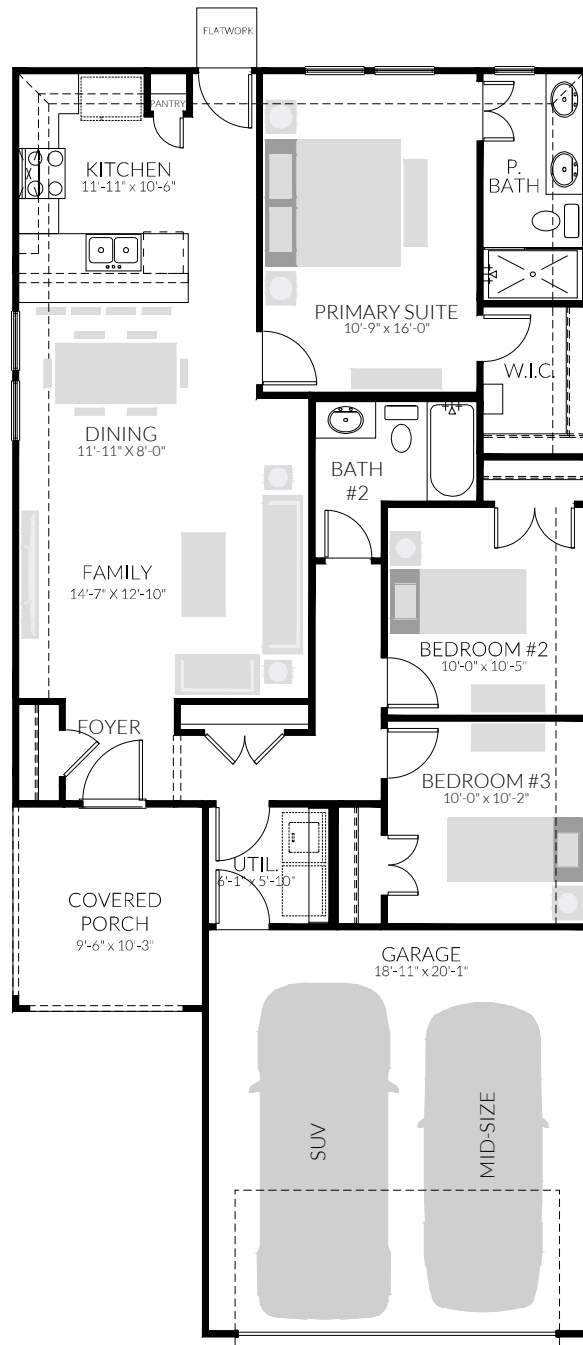 FLATWORK
PANTRY
KITCHEN
11'-11" x 10'-6"
P.
BATH
PRIMARY SUITE
10'-9" x 16'-0"
W.I.C.
DINING
11'-11" X 8'-0"
BATH
#2
FAMILY
14'-7" X 12'-10"
BEDROOM #2
10'-0" x 10'-5"
FOYER
BEDROOM #3
10'-0" x 10'-2"
UTIL.
6'-1" x 5'-10"
COVERED
PORCH
9'-6" x 10'-3"
GARAGE
18'-11" x 20'-1"
SUV
MID-SIZE